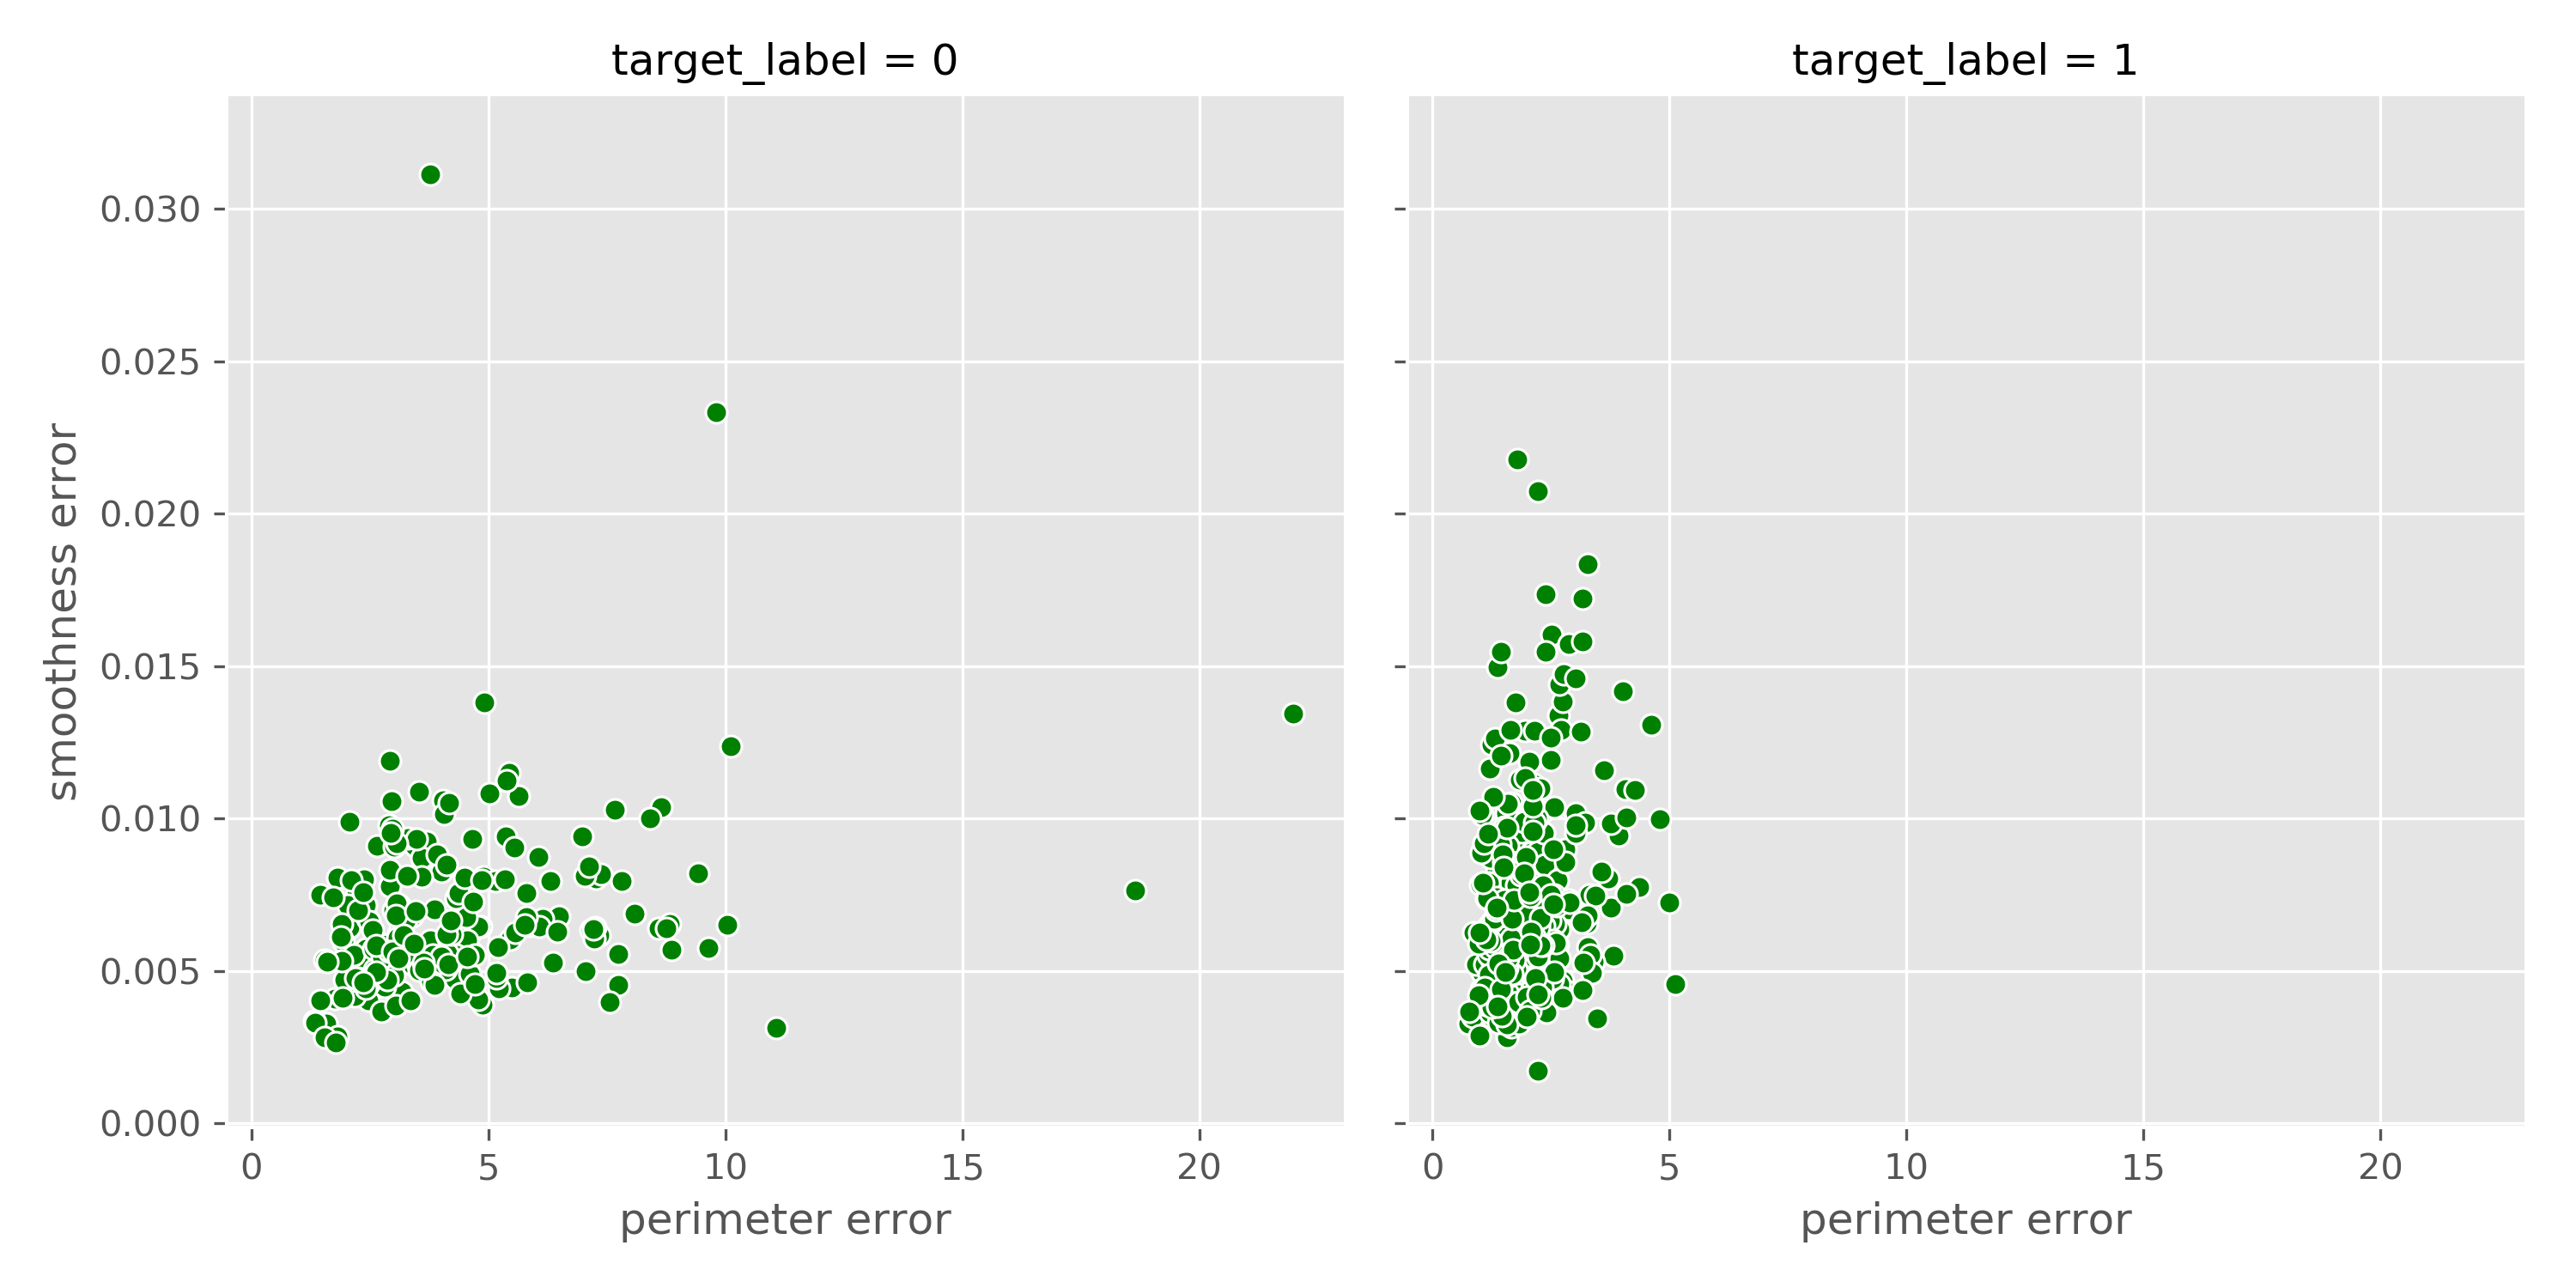 target_label = 0
target_label = 1
smoothness error
0.030
0.025
0.020
0.015
0.010
0.005
0.000
0 5 10 15 20
0 5 10 15 20
perimeter error
perimeter error